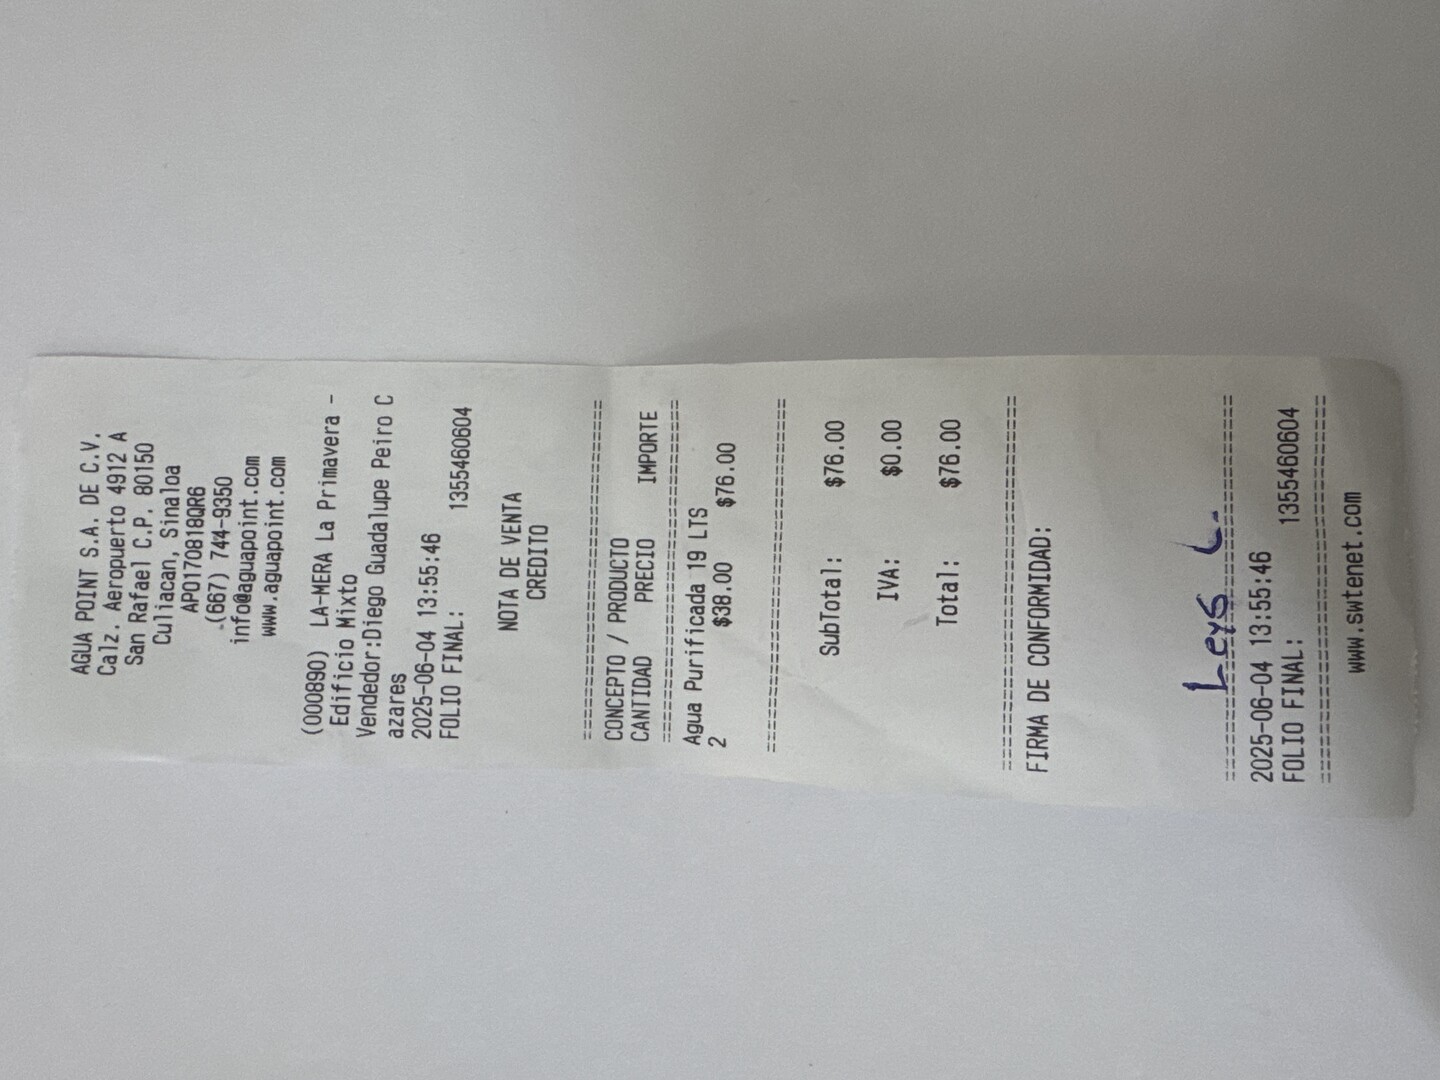 AGUA POINT S.A. DE C.V.
Calz. Aeropuerto 4912 A
San Rafael C.P. 80150
Culiacan, Sinaloa
APO170818QR6
(667) 744-9350
info@aguapoint.com
www.aguapoint.com
(000890) LA-MERA La Primavera -
Edificio Mixto
Vendedor:Diego Guadalupe Peiro C
azares
2025-06-04 13:55:46
FOLIO FINAL: 1355460604
NOTA DE VENTA
CREDITO
================================
CONCEPTO / PRODUCTO
CANTIDAD PRECIO IMPORTE
================================
Agua Purificada 19 LTS
2 $38.00 $76.00
================================
SubTotal: $76.00
IVA: $0.00
Total: $76.00
================================
FIRMA DE CONFORMIDAD:
Leys L.
================================
2025-06-04 13:55:46
FOLIO FINAL: 1355460604
================================
www.swtenet.com